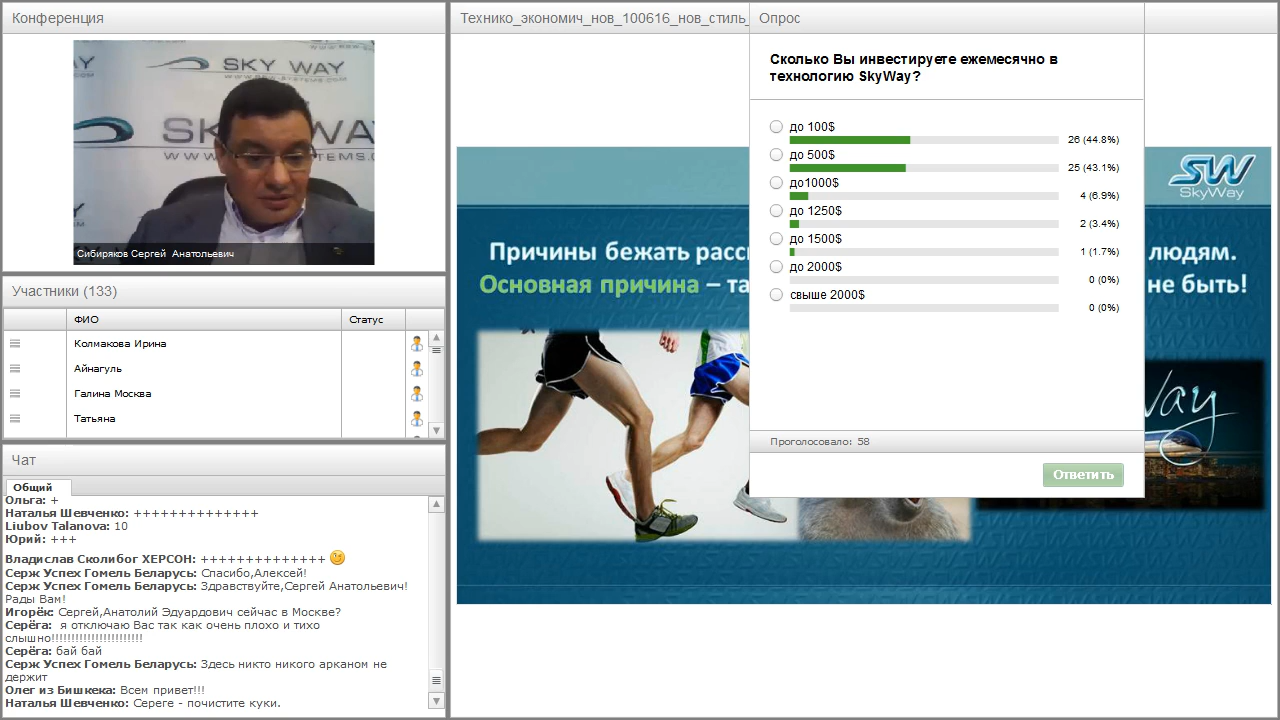 Конференция
SKY WAY
Сибиряков Сергей Анатольевич
Участники (133)
ФИО
Статус
Колмакова Ирина
Айнагуль
Галина Москва
Татьяна
Чат
Общий
Ольга: +
Наталья Шевченко: ++++++++++++++
Liubov Talanova: 10
Юрий: +++
Владислав Сколибог ХЕРСОН: ++++++++++++++
Серж Успех Гомель Беларусь: Спасибо,Алексей!
Серж Успех Гомель Беларусь: Здравствуйте,Сергей Анатольевич!
Рады Вам!
Игорёк: Сергей,Анатолий Эдуардович сейчас в Москве?
Серёга: я отключаю Вас так как очень плохо и тихо
слышно!!!!!!!!!!!!!!!!!!!!!!!
Серёга: бай бай
Серж Успех Гомель Беларусь: Здесь никто никого арканом не
держит
Олег из Бишкека: Всем привет!!!
Наталья Шевченко: Сереге - почистите куки.
Технико_экономич_нов_100616_нов_стиль_
Опрос
Сколько Вы инвестируете ежемесячно в
технологию SkyWay?
до 100$
26 (44.8%)
до 500$
25 (43.1%)
до1000$
4 (6.9%)
до 1250$
2 (3.4%)
до 1500$
1 (1.7%)
до 2000$
0 (0%)
свыше 2000$
0 (0%)
Проголосовало: 58
Ответить
SW
SkyWay
Причины бежать
людям.
Основная причина – та
не быть!
Way